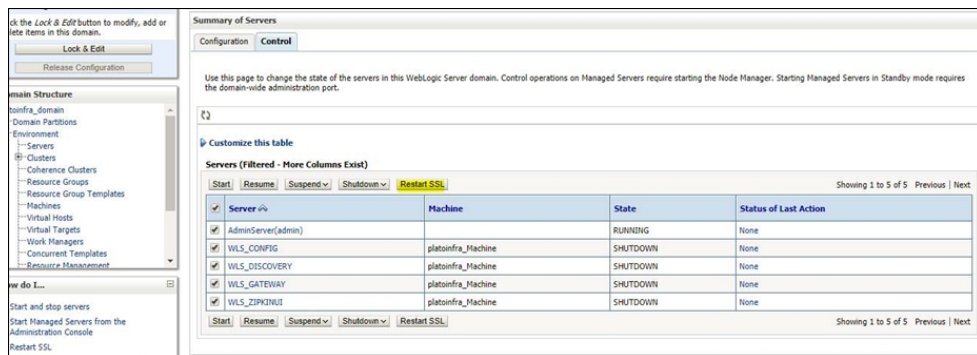 ck the Lock & Edit button to modify, add or
lete items in this domain.
Lock & Edit
Release Configuration
omain Structure
toinfra_domain
Domain Partitions
Environment
Servers
Clusters
Coherence Clusters
Resource Groups
Resource Group Templates
Machines
Virtual Hosts
Virtual Targets
Work Managers
Concurrent Templates
Resource Management
ow do I...
Start and stop servers
Start Managed Servers from the
Administration Console
Restart SSL
Summary of Servers
Configuration Control
Use this page to change the state of the servers in this WebLogic Server domain. Control operations on Managed Servers require starting the Node Manager. Starting Managed Servers in Standby mode requires
the domain-wide administration port.
Customize this table
Servers (Filtered - More Columns Exist)
Start Resume Suspend Shutdown Restart SSL Showing 1 to 5 of 5 Previous | Next
Server Machine State Status of Last Action
AdminServer(admin) RUNNING None
WLS_CONFIG platoinfra_Machine SHUTDOWN None
WLS_DISCOVERY platoinfra_Machine SHUTDOWN None
WLS_GATEWAY platoinfra_Machine SHUTDOWN None
WLS_ZIPKINUI platoinfra_Machine SHUTDOWN None
Start Resume Suspend Shutdown Restart SSL Showing 1 to 5 of 5 Previous | Next